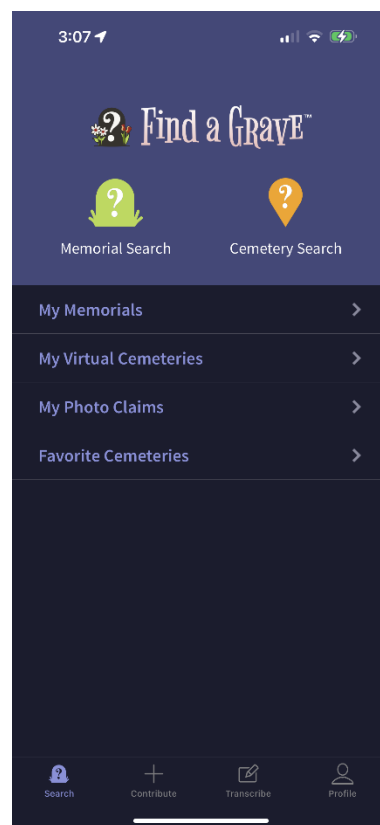 3:07
? Find a Grave™
? ?
Memorial Search Cemetery Search
My Memorials
My Virtual Cemeteries
My Photo Claims
Favorite Cemeteries
?
Search Contribute Transcribe Profile